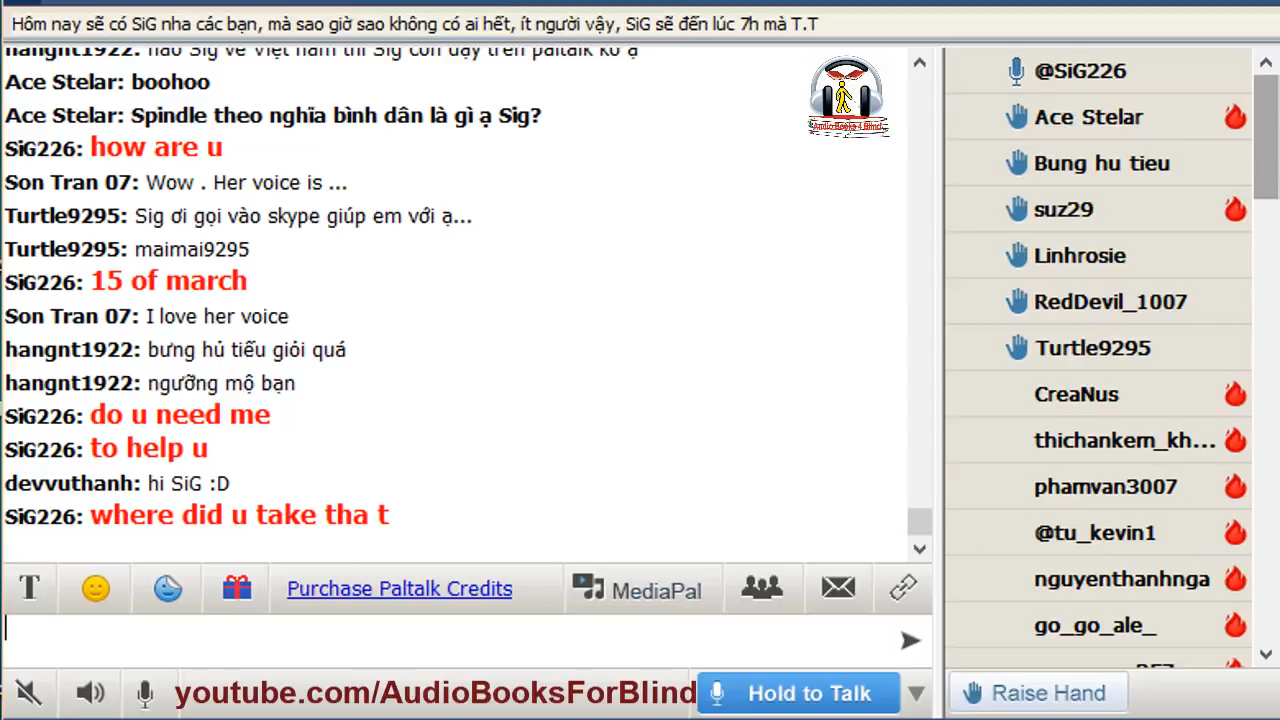 Hôm nay sẽ có SiG nha các bạn, mà sao giờ sao không có ai hết, ít người vậy, SiG sẽ đến lúc 7h mà T.T
hangnt1922: nào Sig về Việt nam thì Sig còn dạy trên paltalk ko ạ
Ace Stelar: boohoo
Ace Stelar: Spindle theo nghĩa bình dân là gì ạ Sig?
SiG226: how are u
Son Tran 07: Wow . Her voice is ...
Turtle9295: Sig ơi gọi vào skype giúp em với ạ...
Turtle9295: maimai9295
SiG226: 15 of march
Son Tran 07: I love her voice
hangnt1922: bưng hủ tiếu giỏi quá
hangnt1922: ngưỡng mộ bạn
SiG226: do u need me
SiG226: to help u
devvuthanh: hi SiG :D
SiG226: where did u take tha t
AudioBooks 4 Blind
@SiG226
Ace Stelar
Bung hu tieu
suz29
Linhrosie
RedDevil_1007
Turtle9295
CreaNus
thichankem_kh...
phamvan3007
@tu_kevin1
nguyenthanhnga
go_go_ale_
T
Purchase Paltalk Credits
MediaPal
youtube.com/AudioBooksForBlind
Hold to Talk
Raise Hand